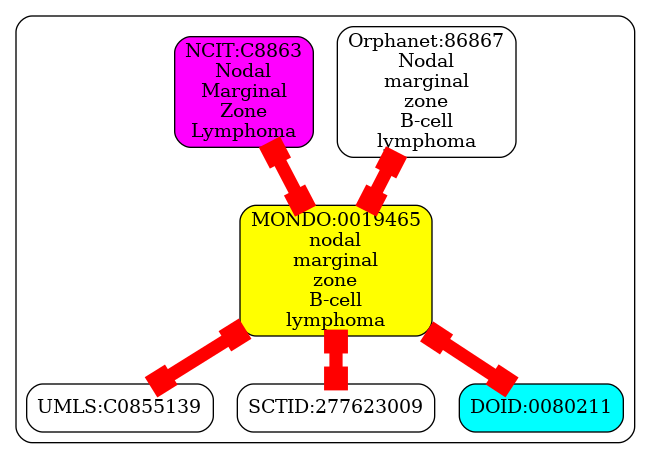 NCIT:C8863
Nodal
Marginal
Zone
Lymphoma
Orphanet:86867
Nodal
marginal
zone
B-cell
lymphoma
MONDO:0019465
nodal
marginal
zone
B-cell
lymphoma
UMLS:C0855139
SCTID:277623009
DOID:0080211